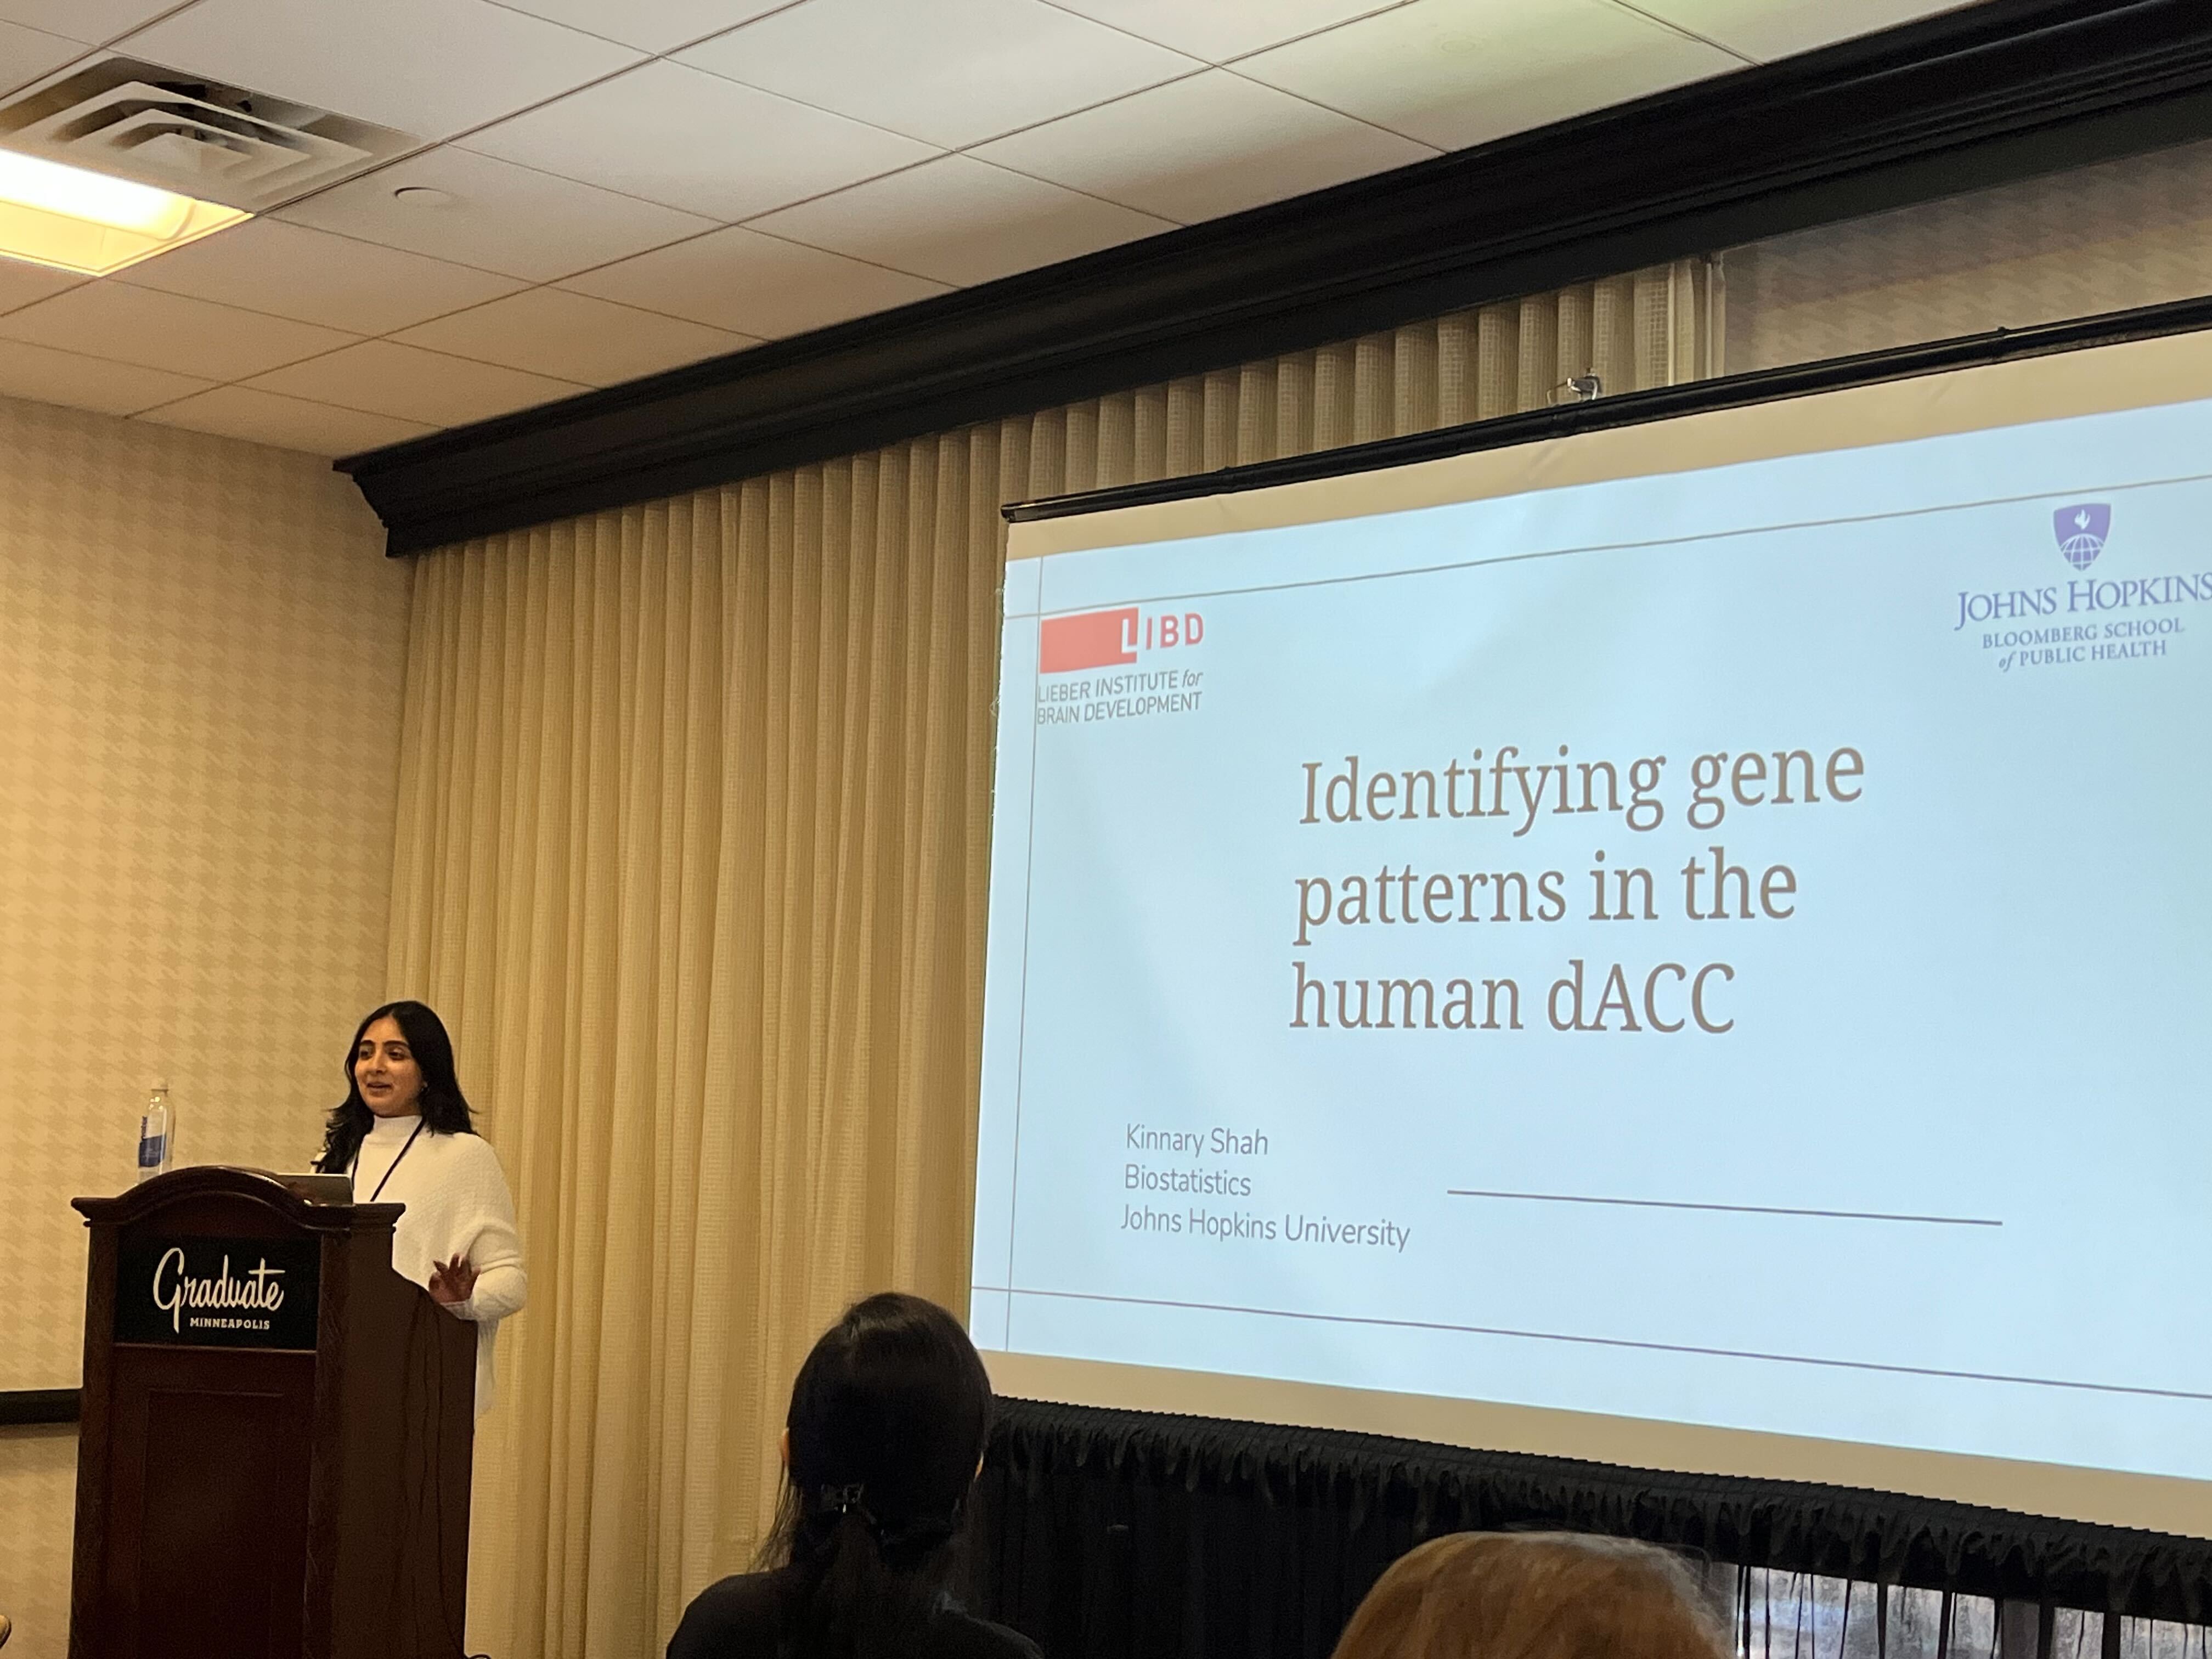 LIBD
LIEBER INSTITUTE for
BRAIN DEVELOPMENT
JOHNS HOPKINS
BLOOMBERG SCHOOL
of PUBLIC HEALTH
Identifying gene
patterns in the
human dACC
Kinnary Shah
Biostatistics
Johns Hopkins University
Graduate
MINNEAPOLIS